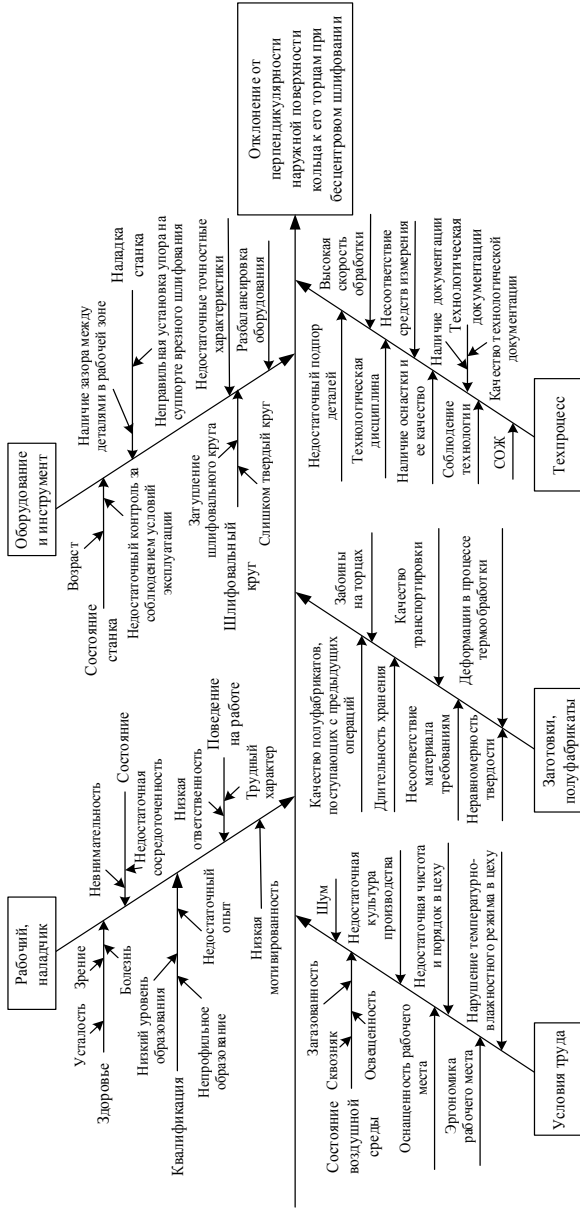 Рабочий,
наладчик
Усталость
Зрение
Здоровье
Болезнь
Невнимательность
Состояние
Недостаточная
сосредоточенность
Низкий уровень
образования
Квалификация
Непрофильное
образование
Недостаточный
опыт
Низкая
ответственность
Поведение
на работе
Трудный
характер
Низкая
мотивированность
Оборудование
и инструмент
Возраст
Состояние
станка
Недостаточный контроль за
соблюдением условий
эксплуатации
Наличие зазора между
деталями в рабочей зоне
Наладка
станка
Неправильная установка упора на
суппорте врезного шлифования
Затупление
шлифовального круга
Шлифовальный
круг
Слишком твердый круг
Недостаточные точностные
характеристики
Разбалансировка
оборудования
Отклонение от
перпендикулярности
наружной поверхности
кольца к его торцам при
бесцентровом шлифовании
Шум
Загазованность
Сквозняк
Состояние
воздушной
среды
Освещенность
Недостаточная
культура
производства
Оснащенность рабочего
места
Недостаточная чистота
и порядок в цеху
Эргономика
рабочего места
Нарушение температурно-
влажностного режима в цеху
Условия труда
Качество полуфабрикатов,
поступающих с предыдущих
операций
Забоины
на торцах
Длительность хранения
Качество
транспортировки
Несоответствие
материала
требованиям
Деформации в процессе
термообработки
Неравномерность
твердости
Заготовки,
полуфабрикаты
Недостаточный подпор
деталей
Высокая
скорость
обработки
Технологическая
дисциплина
Несоответствие
средств измерения
Наличие оснастки и
ее качество
Наличие документации
Технологическая
документации
Качество технологической
документации
Соблюдение
технологии
СОЖ
Техпроцесс